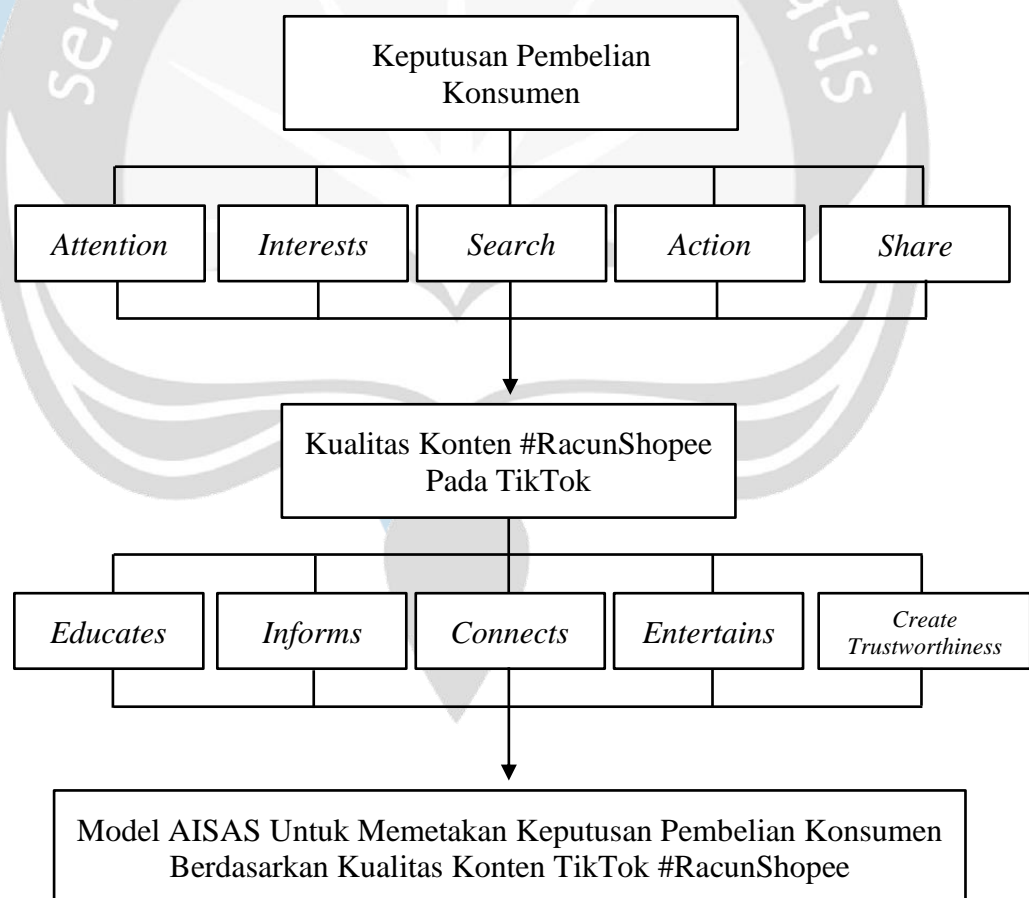 Keputusan Pembelian
Konsumen
Attention Interests Search Action Share
Kualitas Konten #RacunShopee
Pada TikTok
Educates Informs Connects Entertains Create
Trustworthiness
Model AISAS Untuk Memetakan Keputusan Pembelian Konsumen
Berdasarkan Kualitas Konten TikTok #RacunShopee